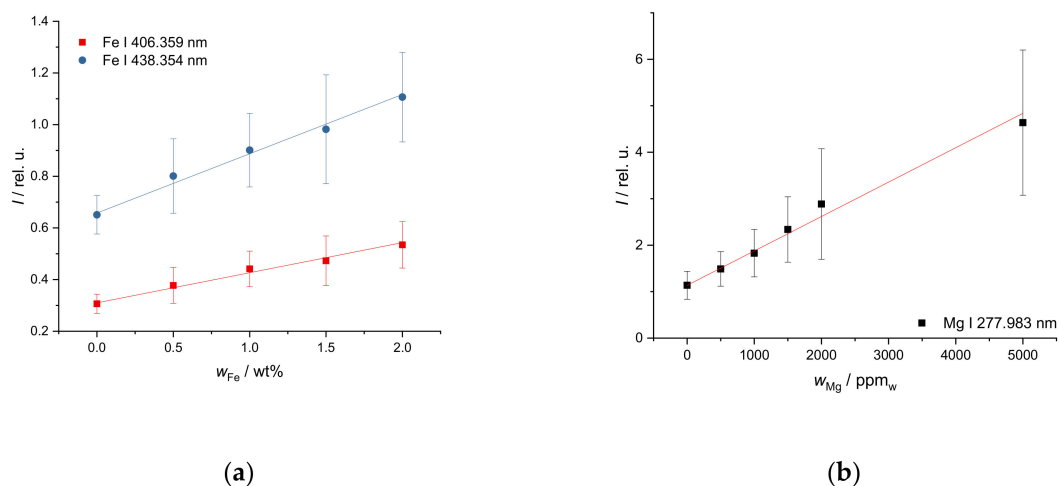 1.4
1.2
1.0
0.8
0.6
0.4
0.2
I / rel. u.
Fe I 406.359 nm
Fe I 438.354 nm
0.0 0.5 1.0 1.5 2.0
wFe / wt%
(a)
6
4
2
0
I / rel. u.
Mg I 277.983 nm
0 1000 2000 3000 4000 5000
wMg / ppmw
(b)